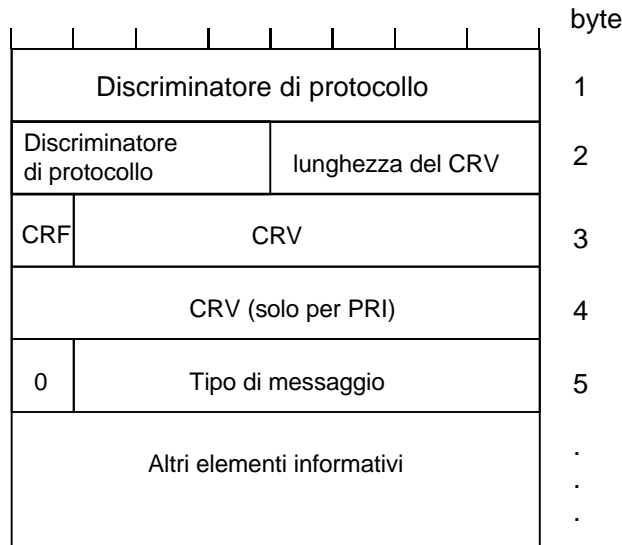 byte
Discriminatore di protocollo 1
Discriminatore
di protocollo
lunghezza del CRV 2
CRF CRV 3
CRV (solo per PRI) 4
0 Tipo di messaggio 5
Altri elementi informativi
.
.
.